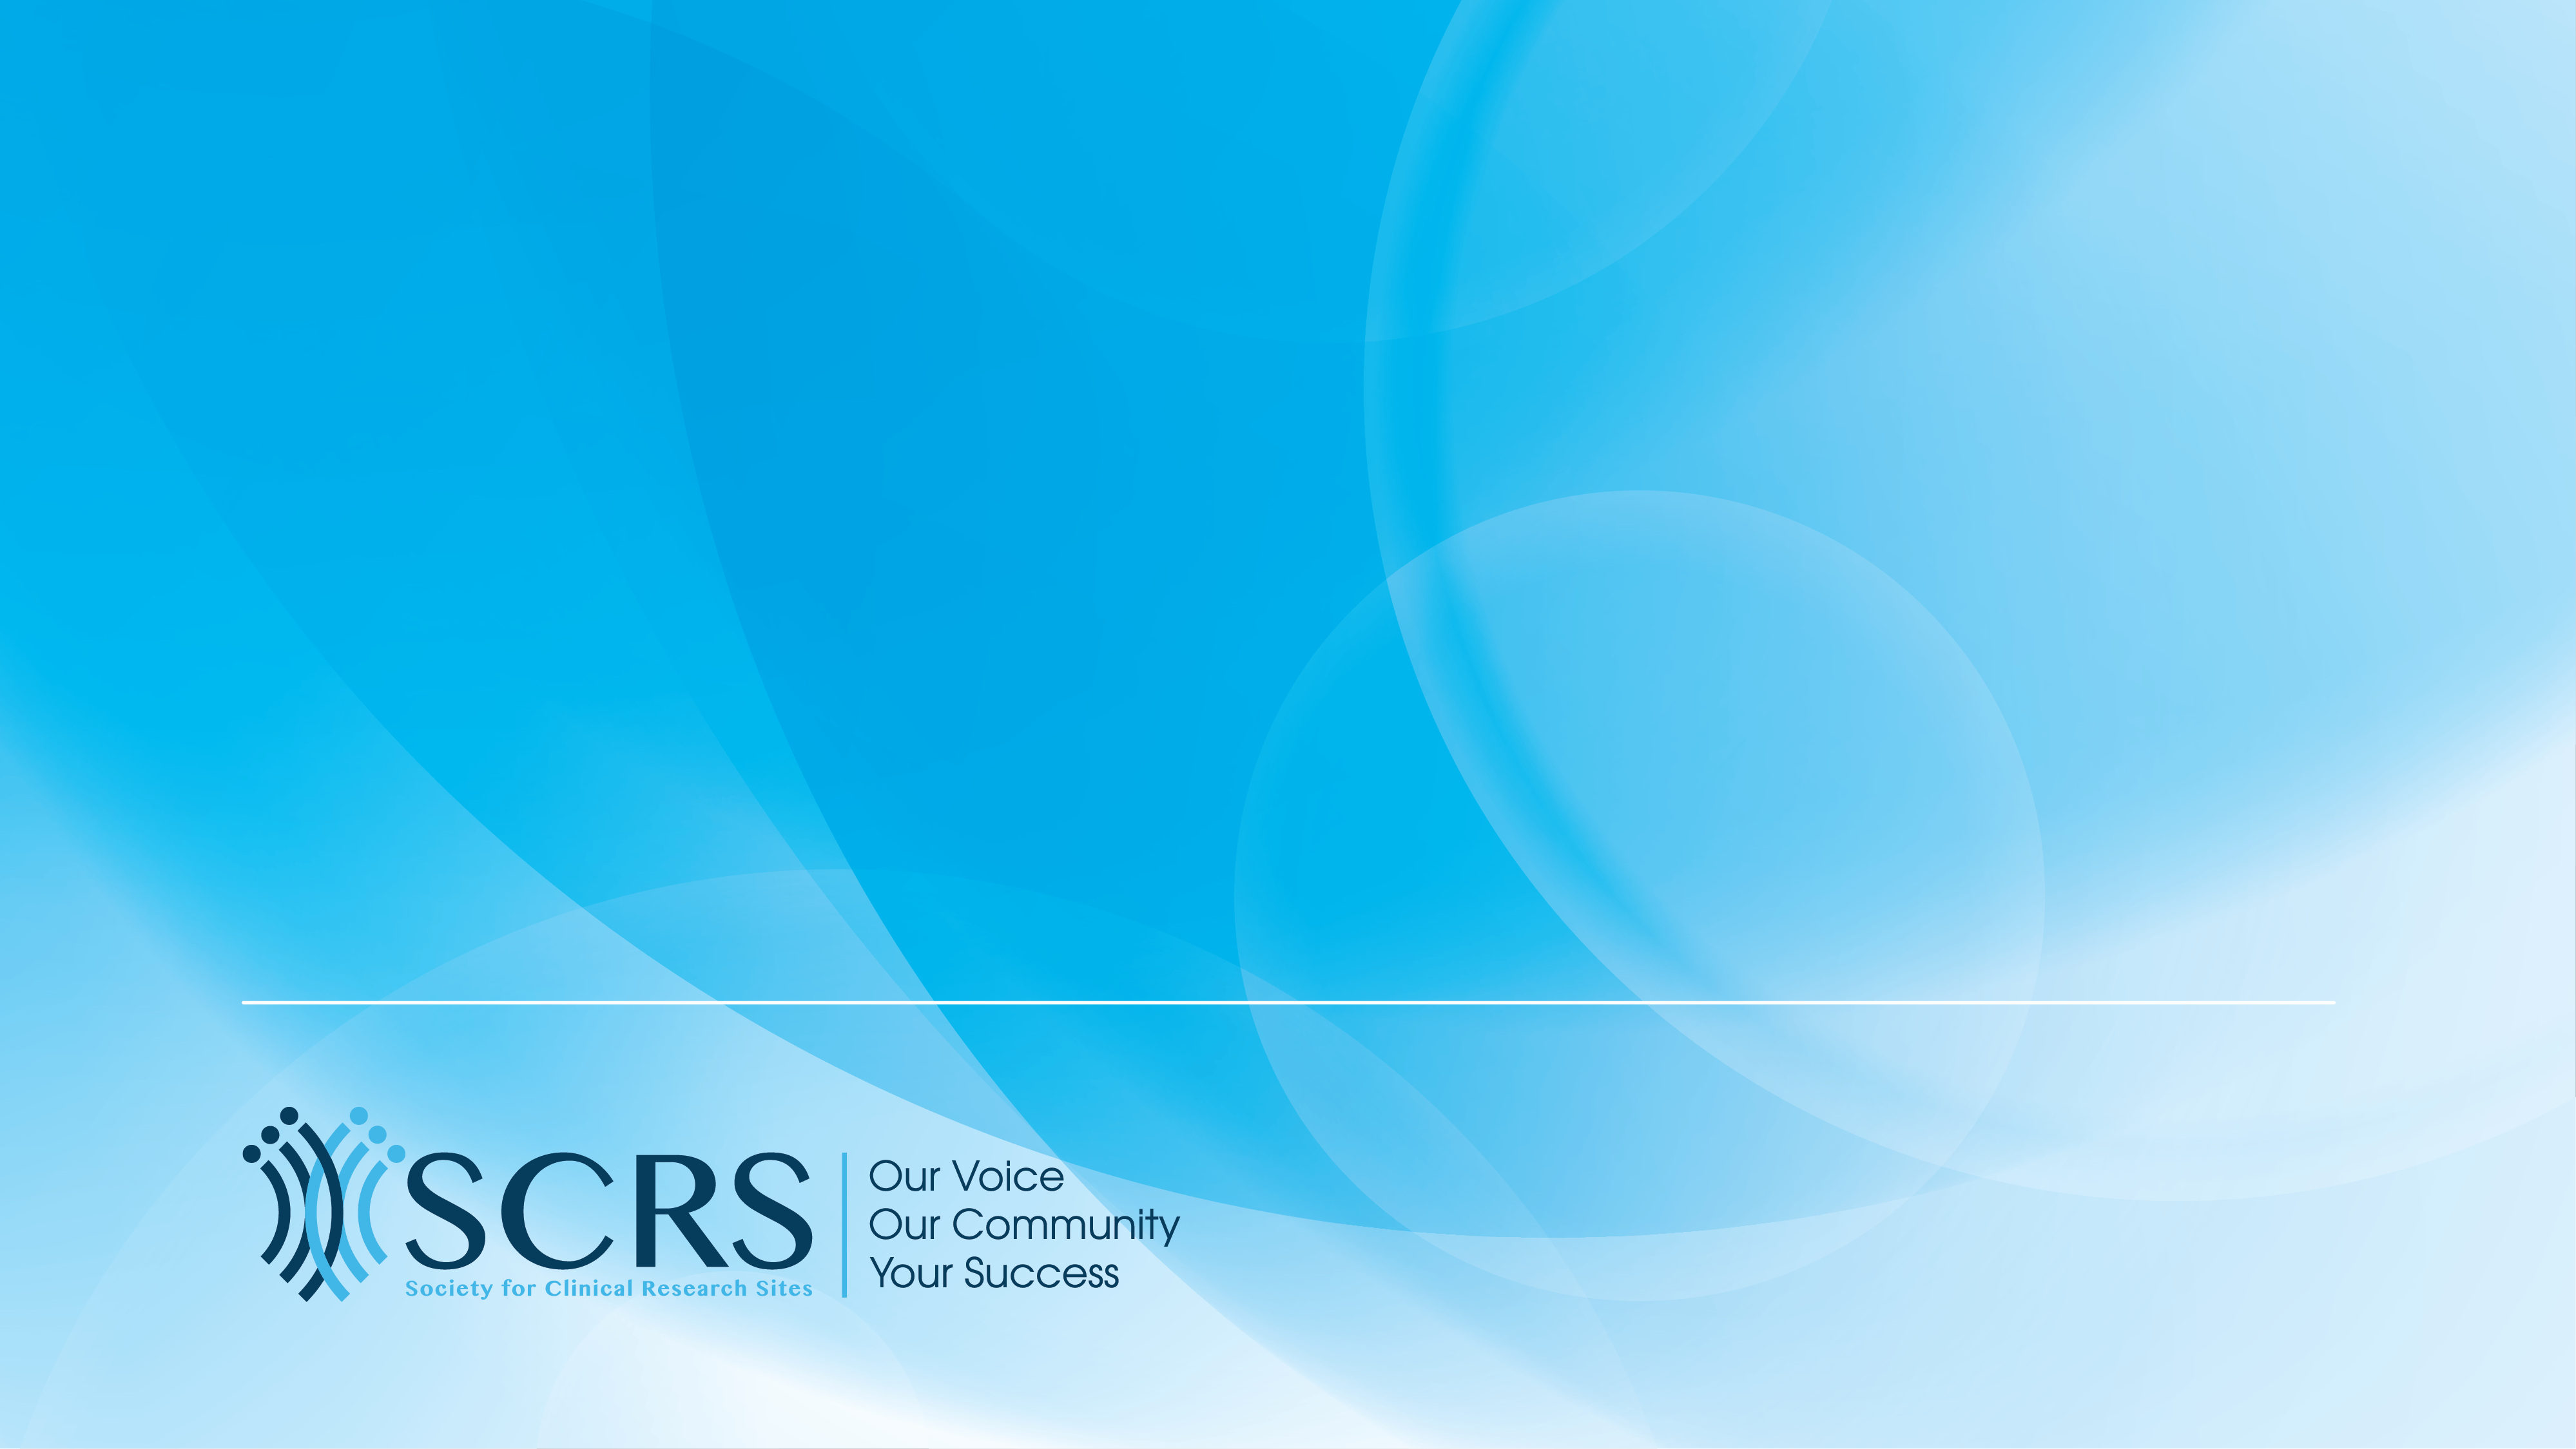 SCRS
Society for Clinical Research Sites
Our Voice
Our Community
Your Success